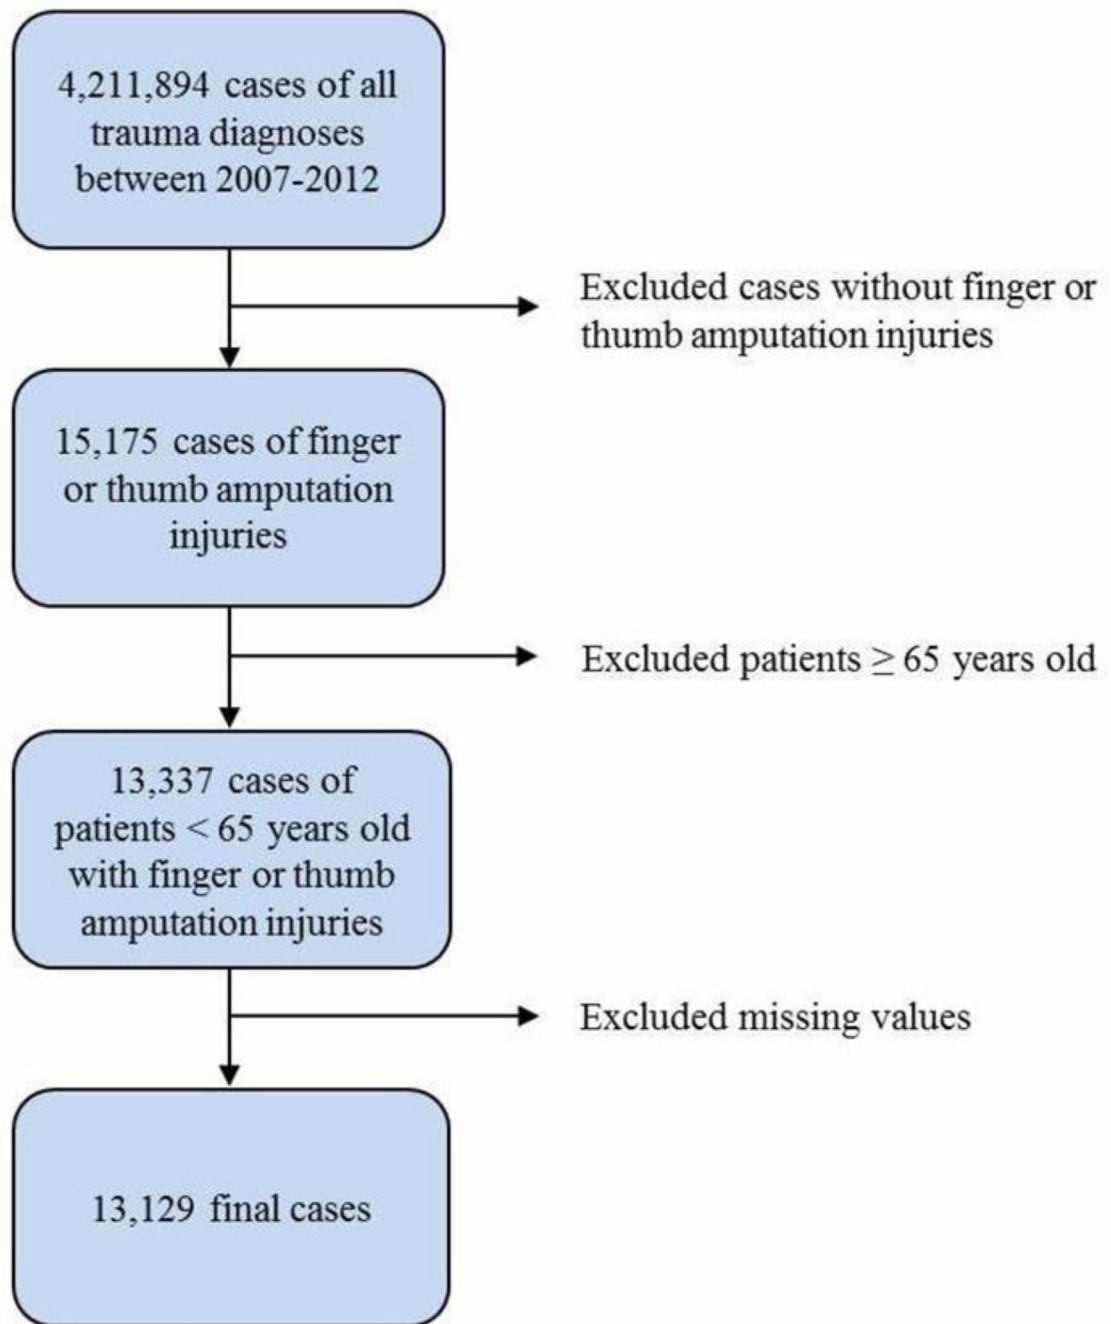 4,211,894 cases of all
trauma diagnoses
between 2007-2012
Excluded cases without finger or
thumb amputation injuries
15,175 cases of finger
or thumb amputation
injuries
Excluded patients ≥ 65 years old
13,337 cases of
patients < 65 years old
with finger or thumb
amputation injuries
Excluded missing values
13,129 final cases